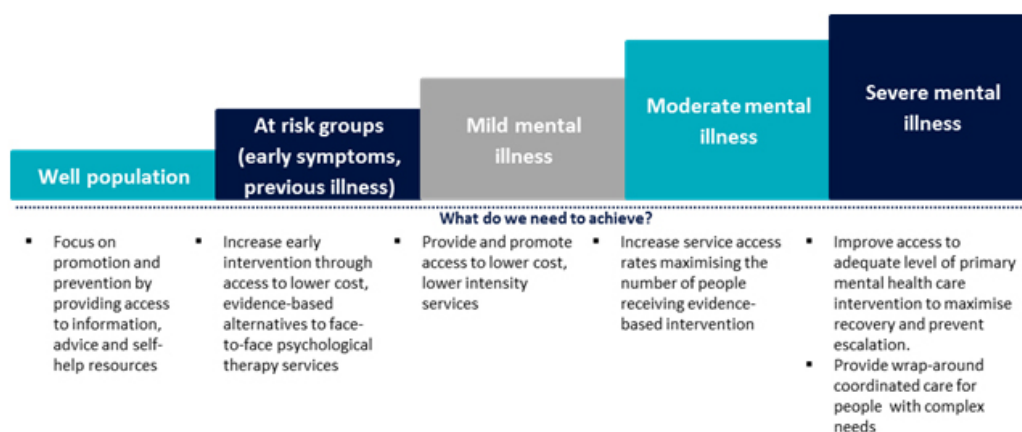 Well population
At risk groups
(early symptoms,
previous illness)
Mild mental
illness
Moderate mental
illness
Severe mental
illness
What do we need to achieve?
▪ Focus on
promotion and
prevention by
providing access
to information,
advice and self-
help resources
▪ Increase early
intervention through
access to lower cost,
evidence-based
alternatives to face-
to-face psychological
therapy services
▪ Provide and promote
access to lower cost,
lower intensity
services
▪ Increase service access
rates maximising the
number of people
receiving evidence-
based intervention
▪ Improve access to
adequate level of primary
mental health care
intervention to maximise
recovery and prevent
escalation.
▪ Provide wrap-around
coordinated care for
people with complex
needs